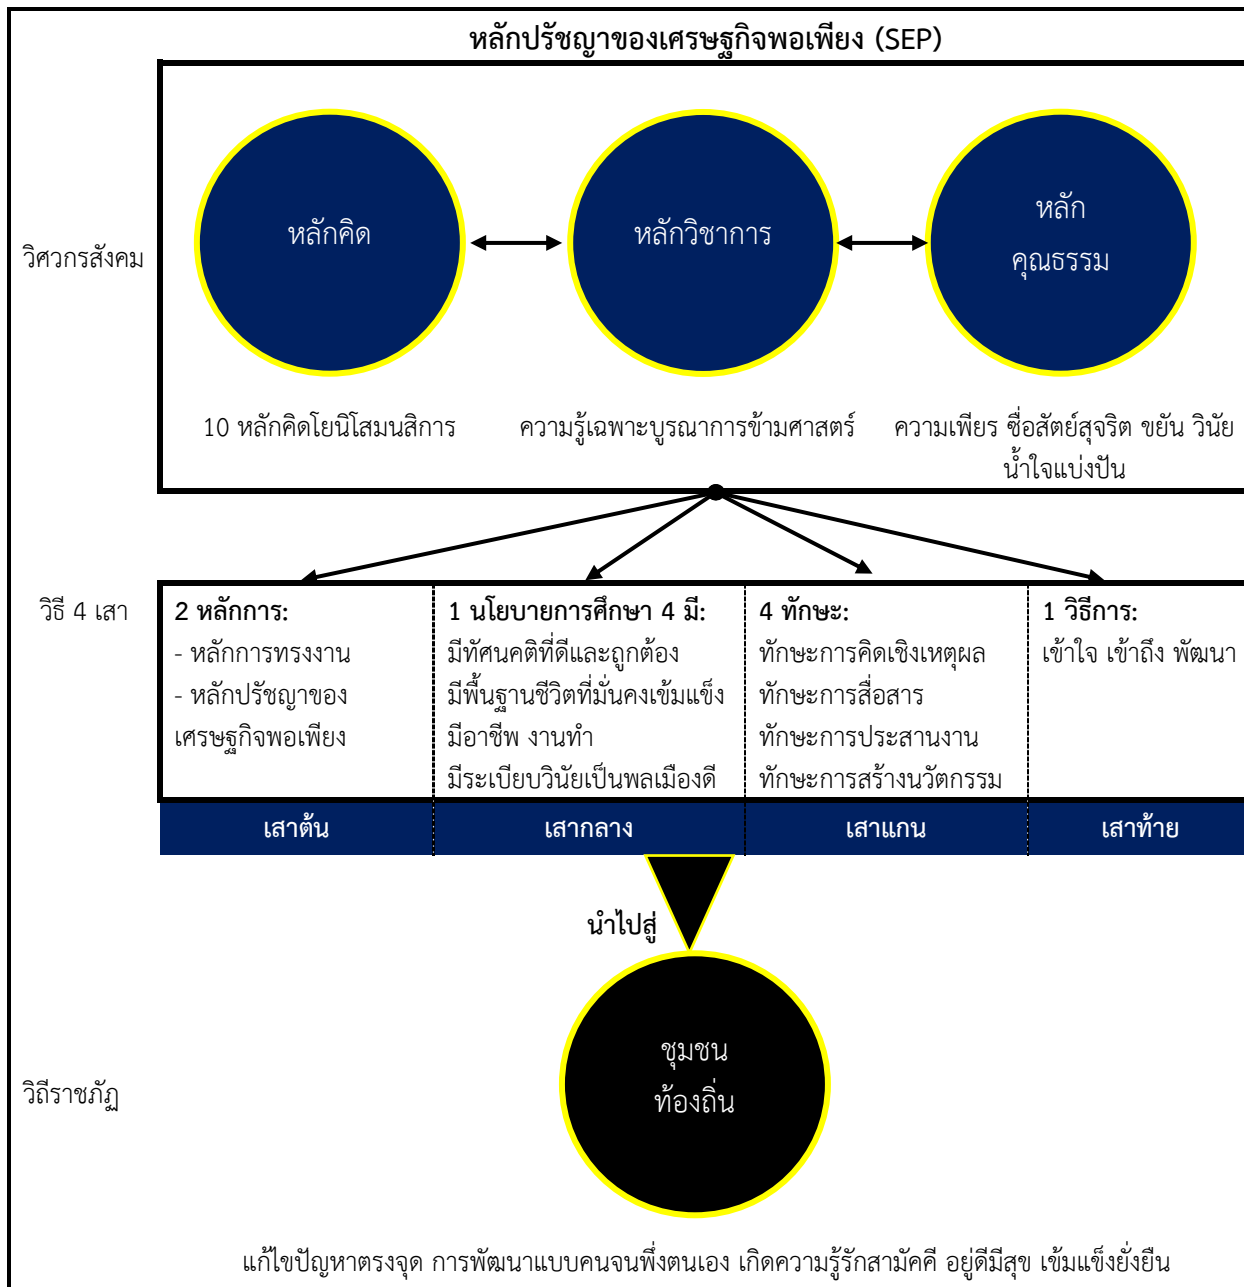 หลักปรัชญาของเศรษฐกิจพอเพียง (SEP)
วิศวกรสังคม
หลักคิด
หลักวิชาการ
หลัก
คุณธรรม
10 หลักคิดโยนิโสมนสิการ
ความรู้เฉพาะบูรณาการข้ามศาสตร์
ความเพียร ซื่อสัตย์สุจริต ขยัน วินัย
น้ำใจแบ่งปัน
วิธี 4 เสา
2 หลักการ:
- หลักการทรงงาน
- หลักปรัชญาของ
เศรษฐกิจพอเพียง
1 นโยบายการศึกษา 4 มี:
มีทัศนคติที่ดีและถูกต้อง
มีพื้นฐานชีวิตที่มั่นคงเข้มแข็ง
มีอาชีพ งานทำ
มีระเบียบวินัยเป็นพลเมืองดี
4 ทักษะ:
ทักษะการคิดเชิงเหตุผล
ทักษะการสื่อสาร
ทักษะการประสานงาน
ทักษะการสร้างนวัตกรรม
1 วิธีการ:
เข้าใจ เข้าถึง พัฒนา
เสาต้น
เสากลาง
เสาแกน
เสาท้าย
นำไปสู่
วิถีราชภัฏ
ชุมชน
ท้องถิ่น
แก้ไขปัญหาตรงจุด การพัฒนาแบบคนจนพึ่งตนเอง เกิดความรู้รักสามัคคี อยู่ดีมีสุข เข้มแข็งยั่งยืน